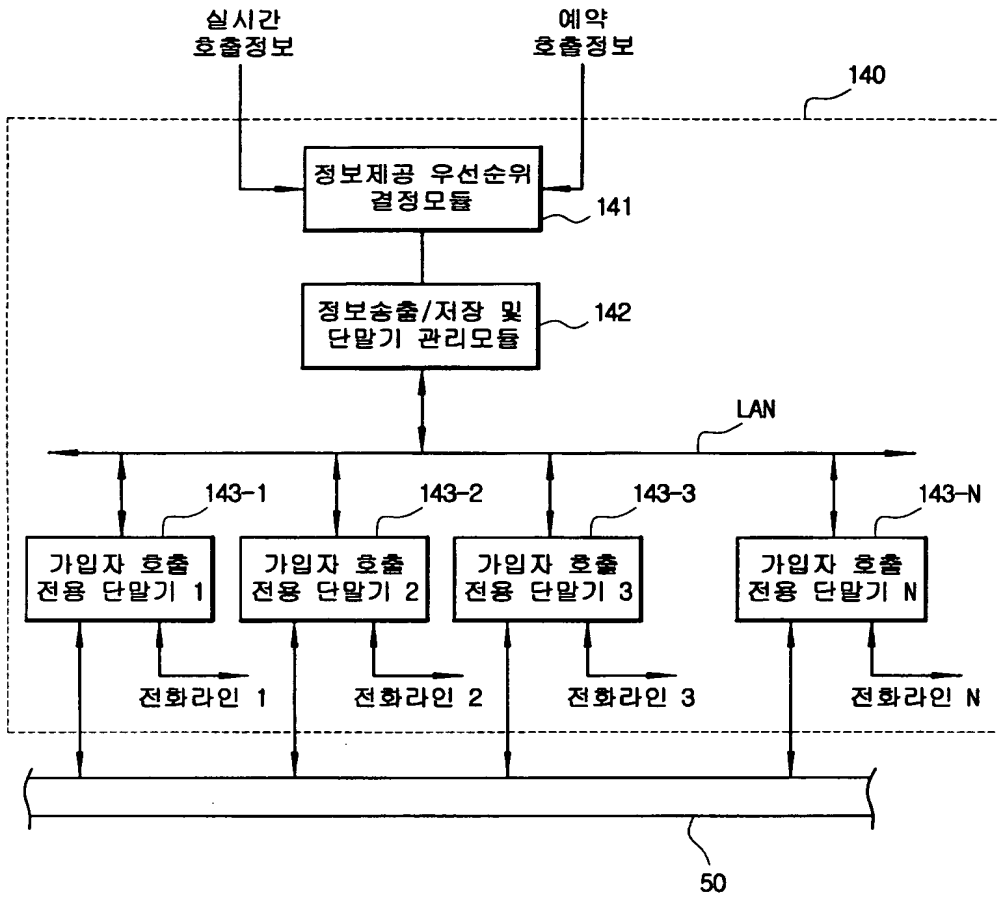 실시간
호출정보
예약
호출정보
140
정보제공 우선순위
결정모듈
141
정보송출/저장 및
단말기 관리모듈
142
LAN
143-1
143-2
143-3
143-N
가입자 호출
전용 단말기 1
가입자 호출
전용 단말기 2
가입자 호출
전용 단말기 3
가입자 호출
전용 단말기 N
전화라인 1
전화라인 2
전화라인 3
전화라인 N
50